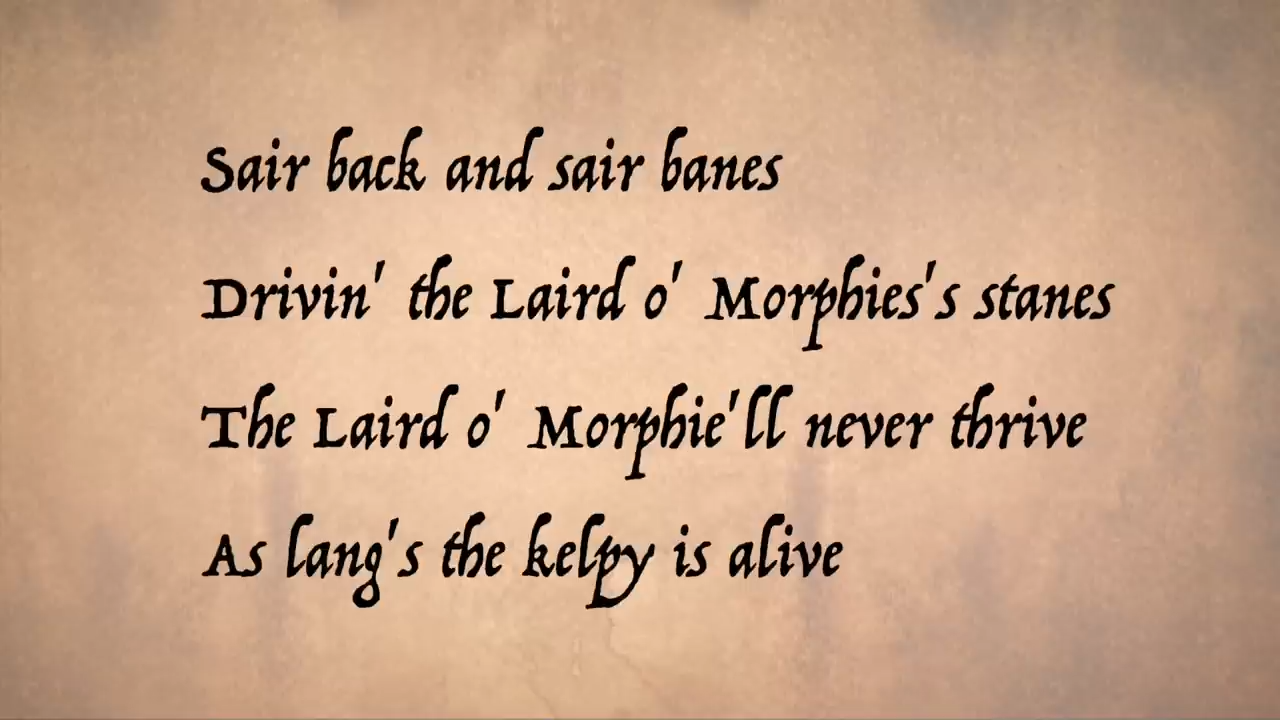 Sair back and sair banes
Drivin' the Laird o' Morphies's stanes
The Laird o' Morphie'll never thrive
As lang's the kelpy is alive